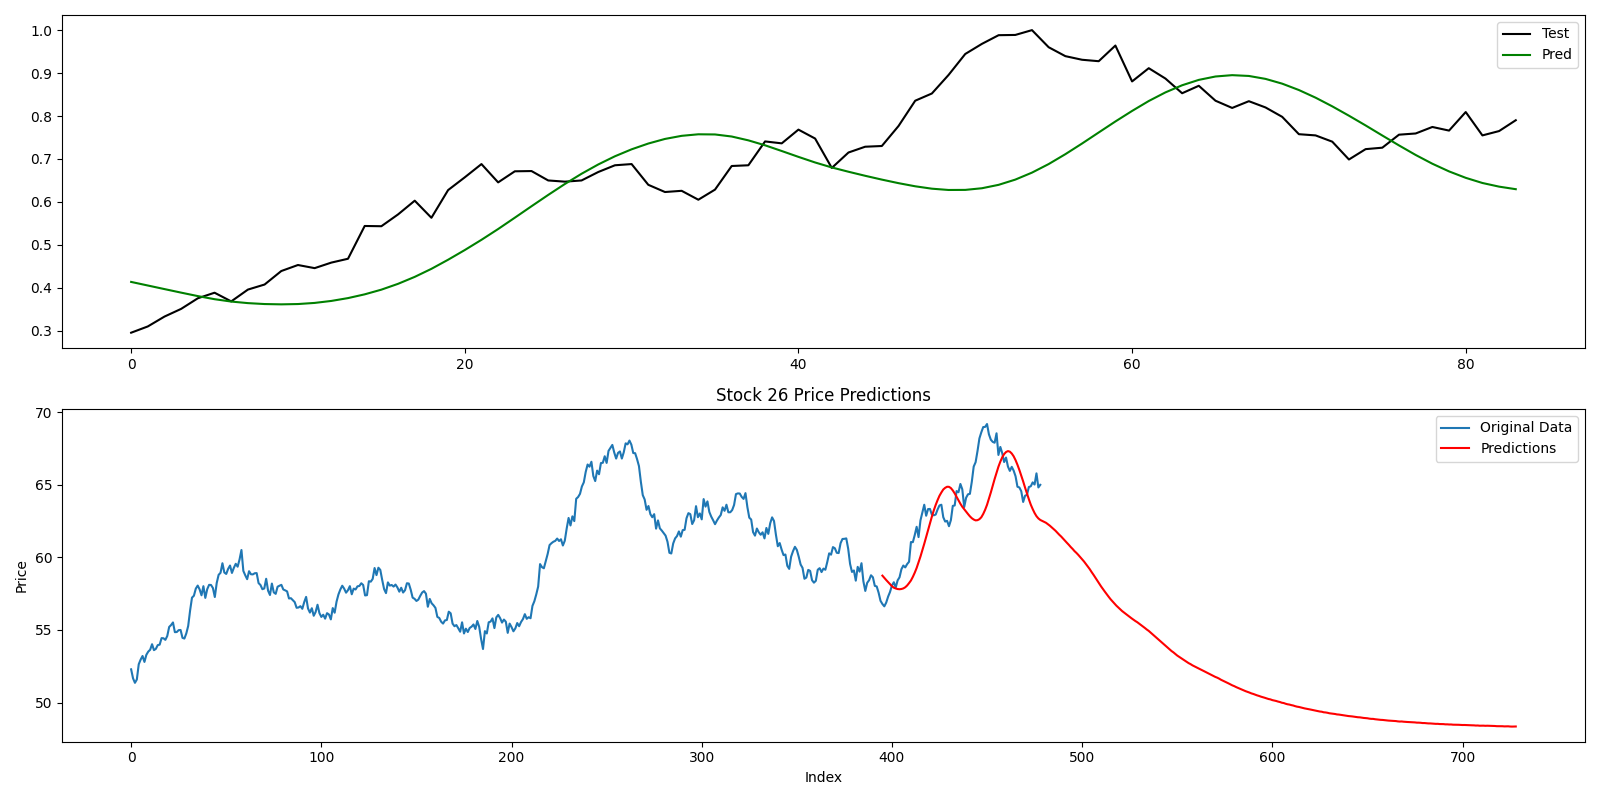 1.0
0.9
0.8
0.7
0.6
0.5
0.4
0.3
Test
Pred
0 20 40 60 80
Stock 26 Price Predictions
70
65
60
55
50
Price
Original Data
Predictions
0 100 200 300 400 500 600 700
Index